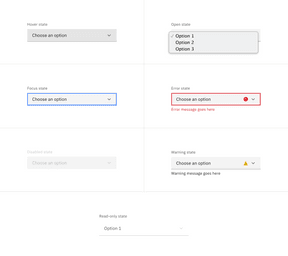 Hover state
Choose an option
Open state
Option 1
Option 2
Option 3
Focus state
Choose an option
Error state
Choose an option
Error message goes here
Disabled state
Choose an option
Warning state
Choose an option
Warning message goes here
Read-only state
Option 1